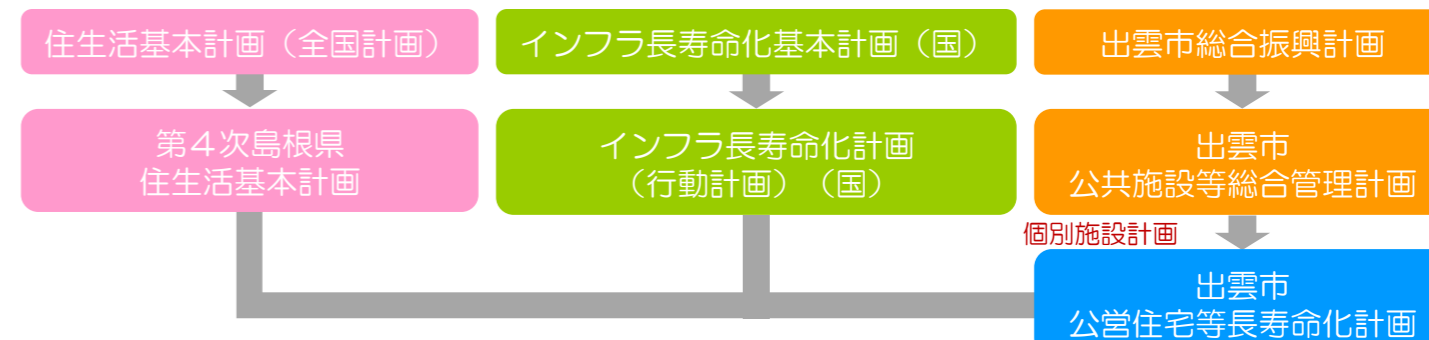 住生活基本計画（全国計画）
インフラ長寿命化基本計画（国）
出雲市総合振興計画
第４次島根県
住生活基本計画
インフラ長寿命化計画
（行動計画）（国）
出雲市
公共施設等総合管理計画
個別施設計画
出雲市
公営住宅等長寿命化計画